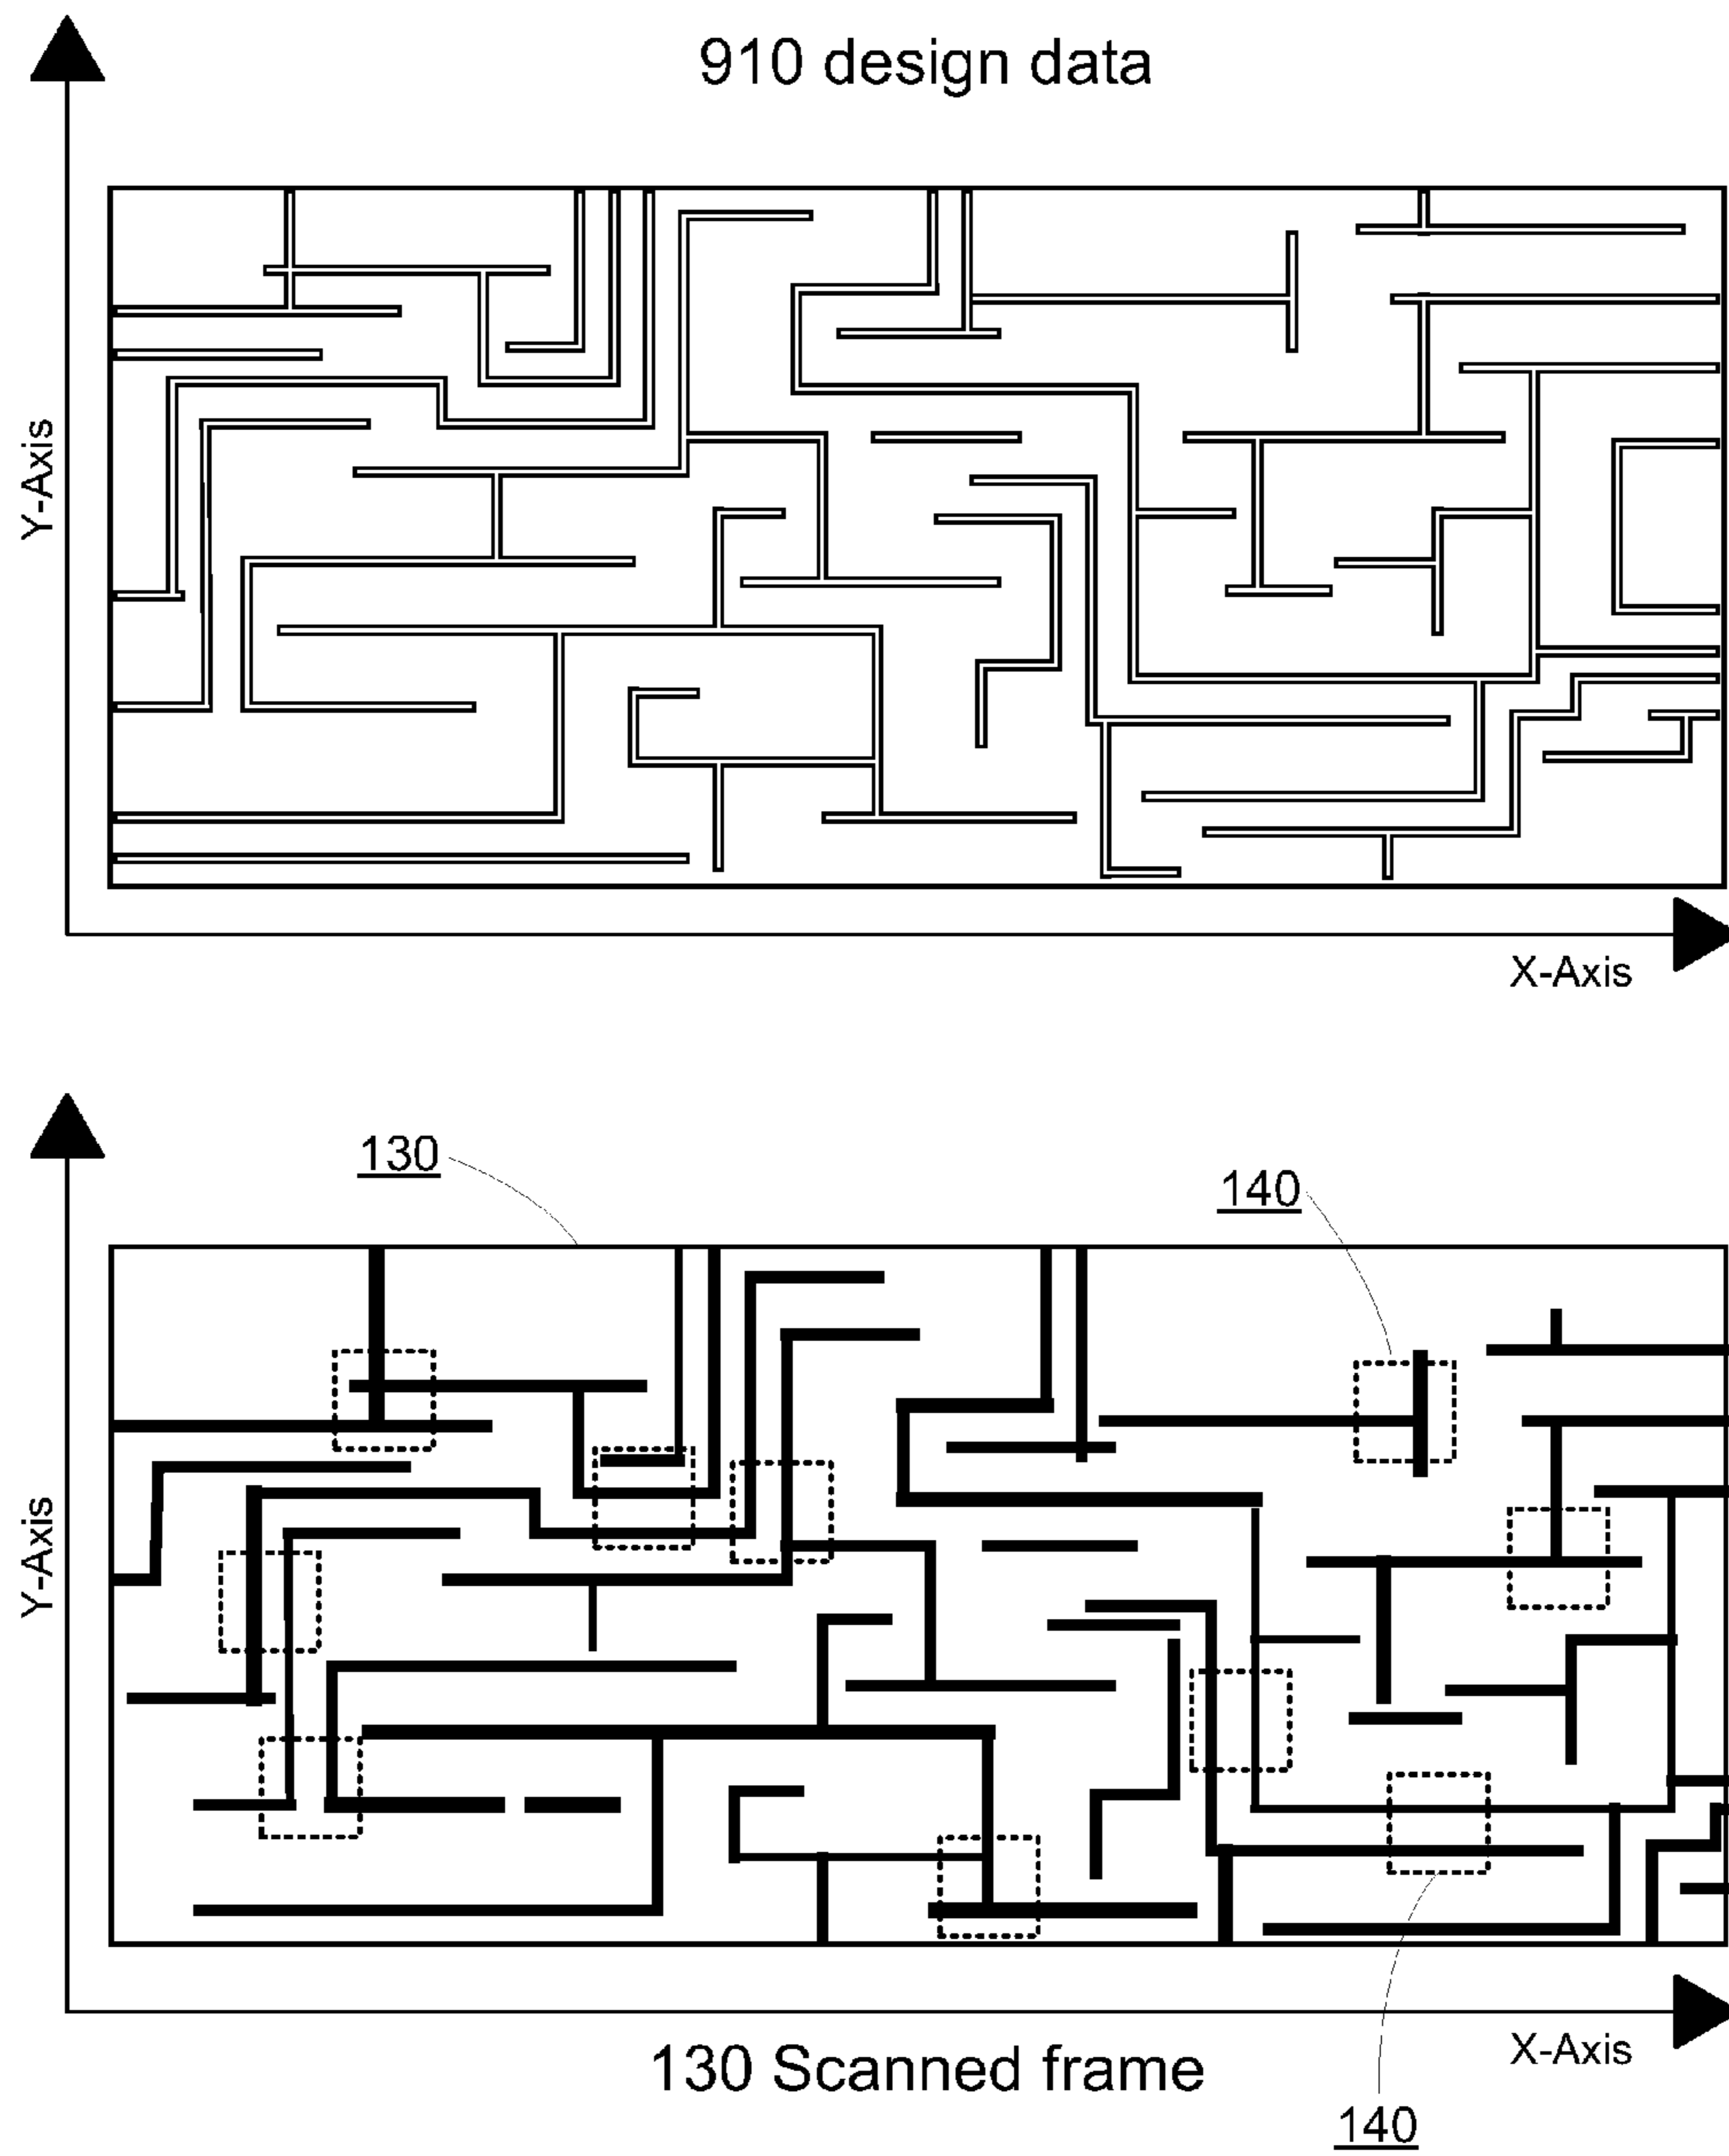 910 design data
Y-Axis
X-Axis
130
140
Y-Axis
X-Axis
130 Scanned frame
140